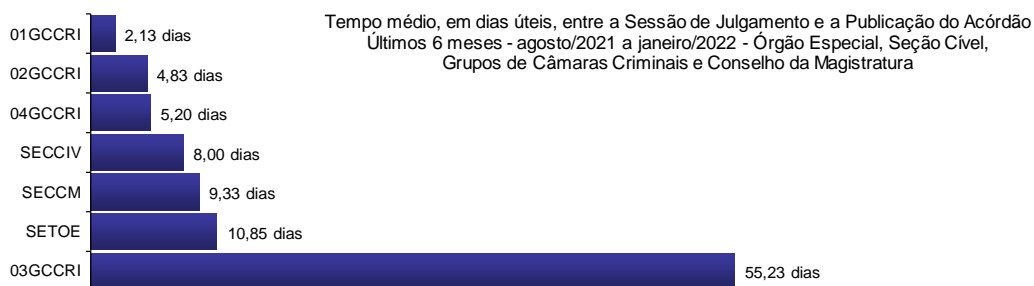 Tempo médio, em dias úteis, entre a Sessão de Julgamento e a Publicação do Acórdão
Últimos 6 meses - agosto/2021 a janeiro/2022 - Órgão Especial, Seção Cível,
Grupos de Câmaras Criminais e Conselho da Magistratura
01GCCRI 2,13 dias
02GCCRI 4,83 dias
04GCCRI 5,20 dias
SECCIV 8,00 dias
SECCM 9,33 dias
SETOE 10,85 dias
03GCCRI 55,23 dias